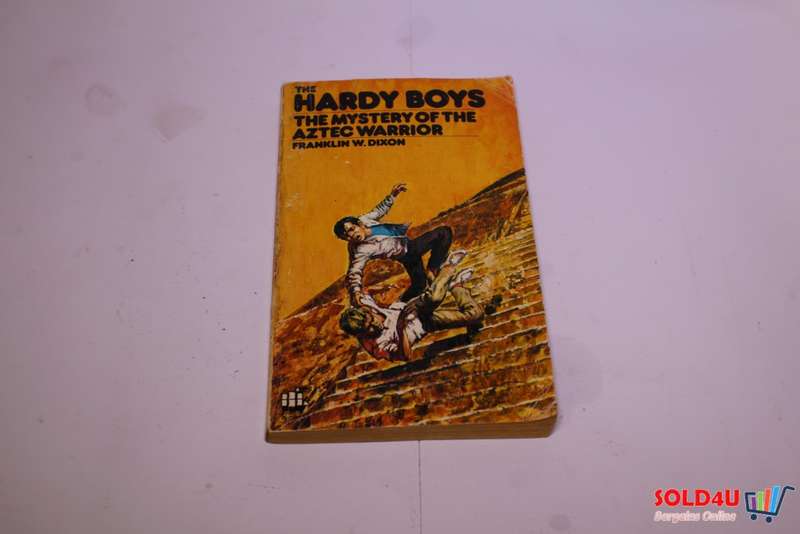 THE
HARDY BOYS
THE MYSTERY OF THE
AZTEC WARRIOR
FRANKLIN W. DIXON
SOLD4U
Bargains Online